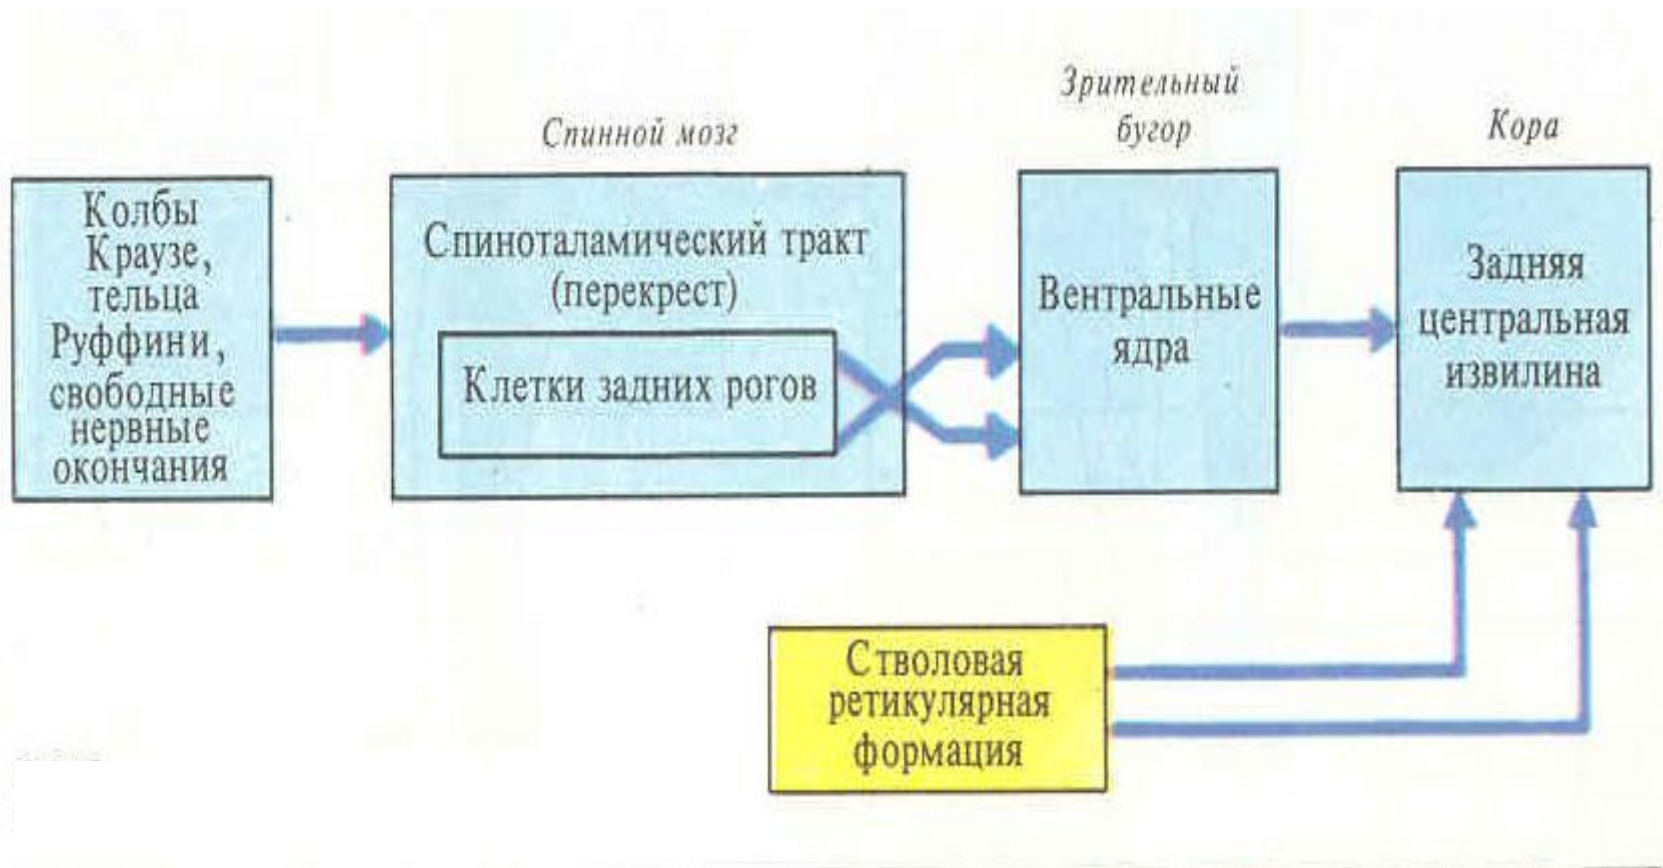 Спинной мозг
Зрительный
бугор
Кора
Колбы
Краузе,
тельца
Руффини,
свободные
нервные
окончания
Спиноталамический тракт
(перекрест)
Клетки задних рогов
Вентральные
ядра
Задняя
центральная
извилина
Стволовая
ретикулярная
формация